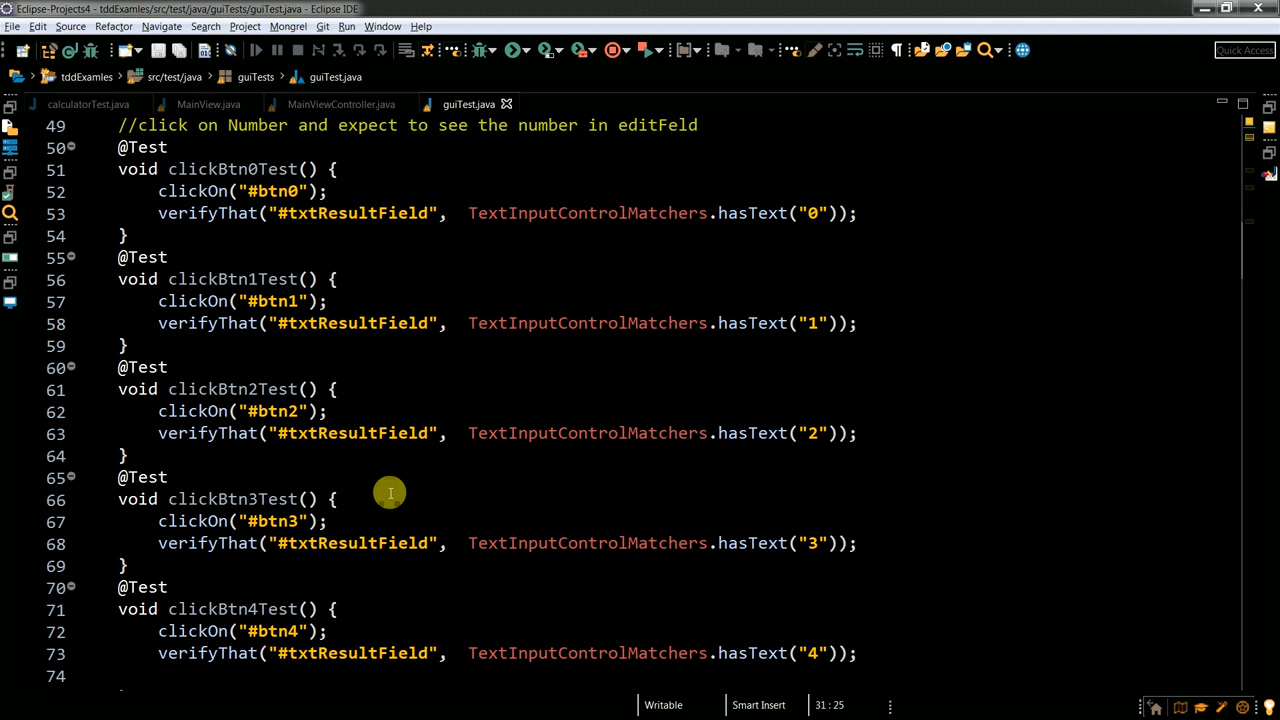 Eclipse-Projects4 - tddExamles/src/test/java/guiTests/guiTest.java - Eclipse IDE
File Edit Source Refactor Navigate Search Project Mongrel Git Run Window Help
Quick Access
tddExamles src/test/java guiTests guiTest.java
calculatorTest.java MainView.java MainViewController.java guiTest.java
49 //click on Number and expect to see the number in editFeld
50 @Test
51 void clickBtn0Test() {
52 clickOn("#btn0");
53 verifyThat("#txtResultField", TextInputControlMatchers.hasText("0"));
54 }
55 @Test
56 void clickBtn1Test() {
57 clickOn("#btn1");
58 verifyThat("#txtResultField", TextInputControlMatchers.hasText("1"));
59 }
60 @Test
61 void clickBtn2Test() {
62 clickOn("#btn2");
63 verifyThat("#txtResultField", TextInputControlMatchers.hasText("2"));
64 }
65 @Test
66 void clickBtn3Test() {
67 clickOn("#btn3");
68 verifyThat("#txtResultField", TextInputControlMatchers.hasText("3"));
69 }
70 @Test
71 void clickBtn4Test() {
72 clickOn("#btn4");
73 verifyThat("#txtResultField", TextInputControlMatchers.hasText("4"));
74
Writable Smart Insert 31 : 25